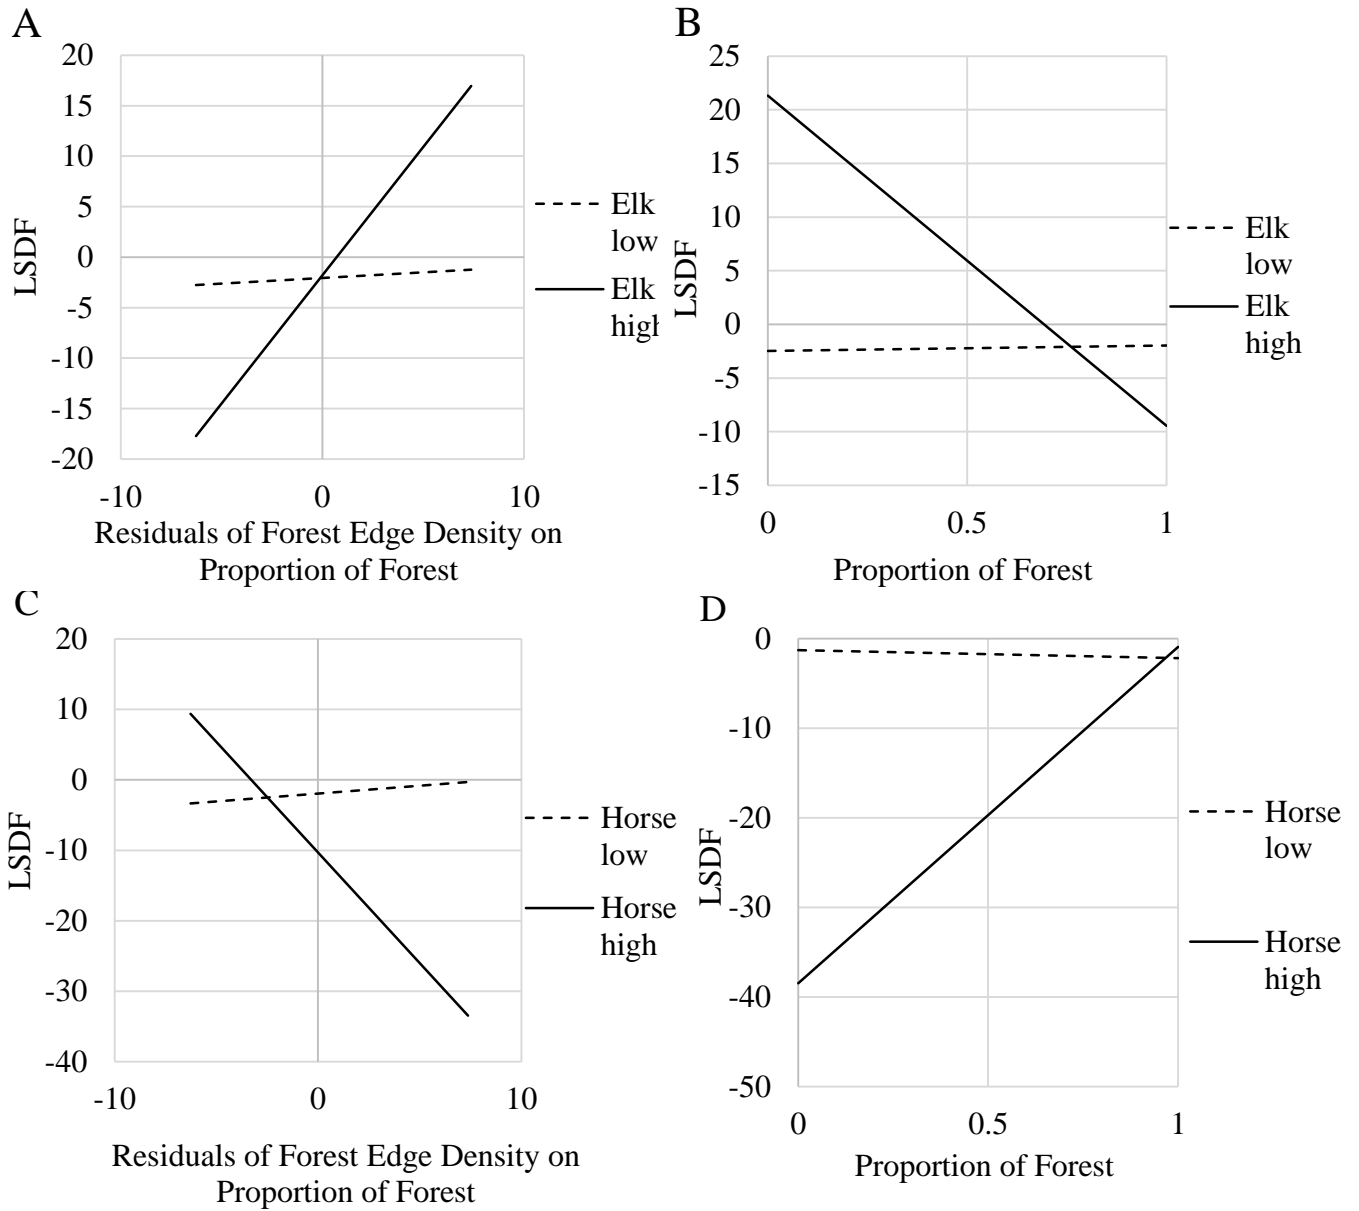 A
20
15
10
5
0
-5
-10
-15
-20
-10
0
10
LSDF
Residuals of Forest Edge Density on
Proportion of Forest
Elk
low
Elk
high
B
25
20
15
10
5
0
-5
-10
-15
0
0.5
1
LSDF
Proportion of Forest
Elk
low
Elk
high
C
20
10
0
-10
-20
-30
-40
-10
0
10
LSDF
Residuals of Forest Edge Density on
Proportion of Forest
Horse
low
Horse
high
D
0
-10
-20
-30
-40
-50
0
0.5
1
LSDF
Proportion of Forest
Horse
low
Horse
high